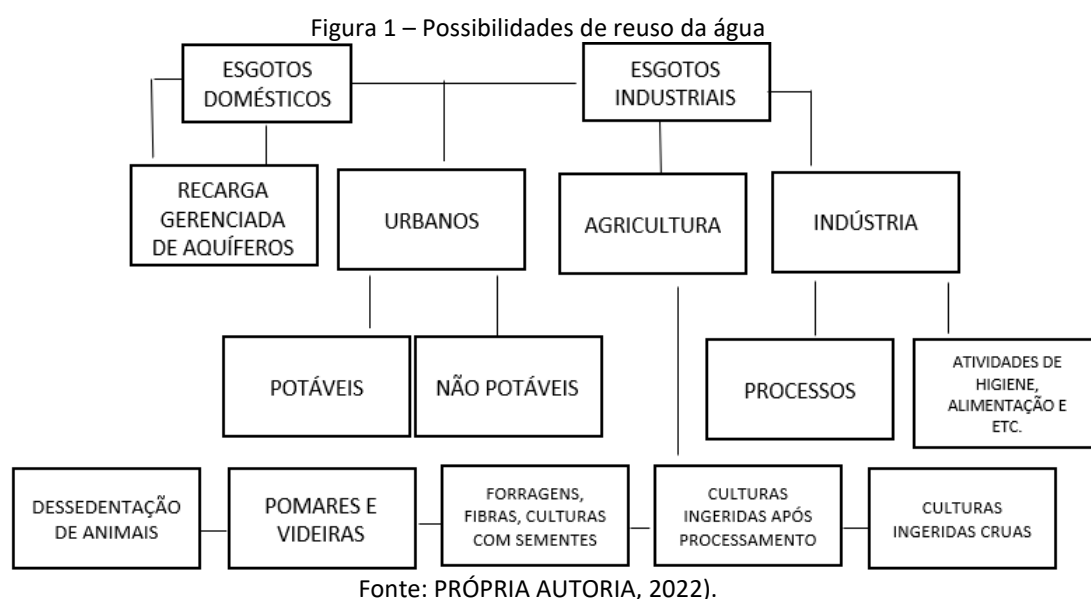 Figura 1 – Possibilidades de reuso da água
ESGOTOS
DOMÉSTICOS
ESGOTOS
INDUSTRIAIS
RECARGA
GERENCIADA
DE AQUÍFEROS
URBANOS
AGRICULTURA
INDÚSTRIA
POTÁVEIS
NÃO POTÁVEIS
PROCESSOS
ATIVIDADES DE
HIGIENE,
ALIMENTAÇÃO E
ETC.
DESSEDENTAÇÃO
DE ANIMAIS
POMARES E
VIDEIRAS
FORRAGENS,
FIBRAS, CULTURAS
COM SEMENTES
CULTURAS
INGERIDAS APÓS
PROCESSAMENTO
CULTURAS
INGERIDAS CRUAS
Fonte: PRÓPRIA AUTORIA, 2022).